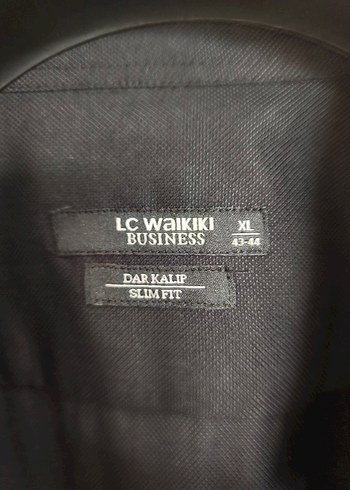 LC WAIKIKI
BUSINESS
XL
43-44
DAR KALIP
SLIM FIT